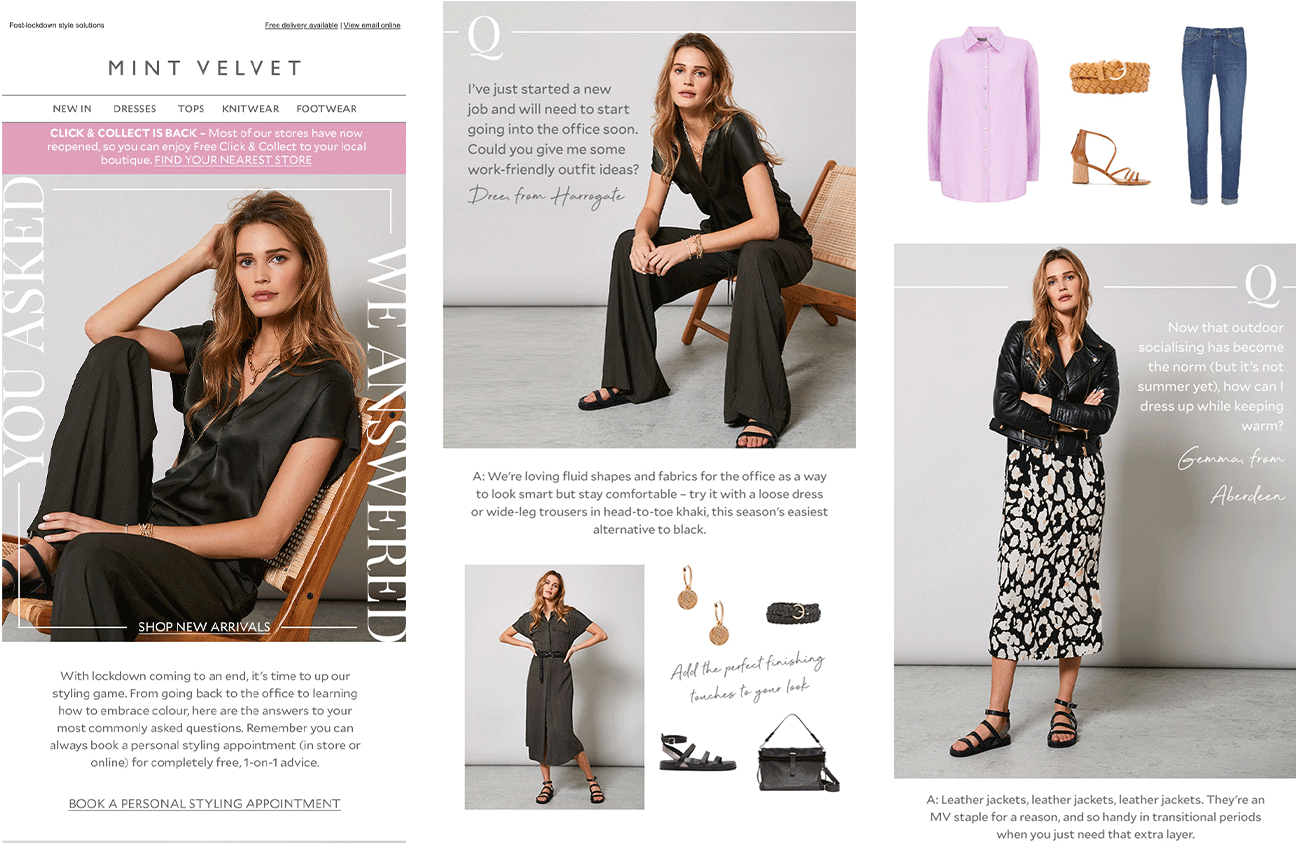 Post-lockdown style solutions
Free delivery available | View email online
MINT VELVET
NEW IN DRESSES TOPS KNITWEAR FOOTWEAR
CLICK & COLLECT IS BACK – Most of our stores have now
reopened, so you can enjoy Free Click & Collect to your local
boutique. FIND YOUR NEAREST STORE
YOU ASKED
WE ANSWERED
SHOP NEW ARRIVALS
With lockdown coming to an end, it's time to up our
styling game. From going back to the office to learning
how to embrace colour, here are the answers to your
most commonly asked questions. Remember you can
always book a personal styling appointment (in store or
online) for completely free, 1-on-1 advice.
BOOK A PERSONAL STYLING APPOINTMENT
Q
I've just started a new
job and will need to start
going into the office soon.
Could you give me some
work-friendly outfit ideas?
Dree, from Harrogate
A: We're loving fluid shapes and fabrics for the office as a way
to look smart but stay comfortable – try it with a loose dress
or wide-leg trousers in head-to-toe khaki, this season's easiest
alternative to black.
Add the perfect finishing
touches to your look
Q
Now that outdoor
socialising has become
the norm (but it's not
summer yet), how can I
dress up while keeping
warm?
Gemma, from
Aberdeen
A: Leather jackets, leather jackets, leather jackets. They're an
MV staple for a reason, and so handy in transitional periods
when you just need that extra layer.